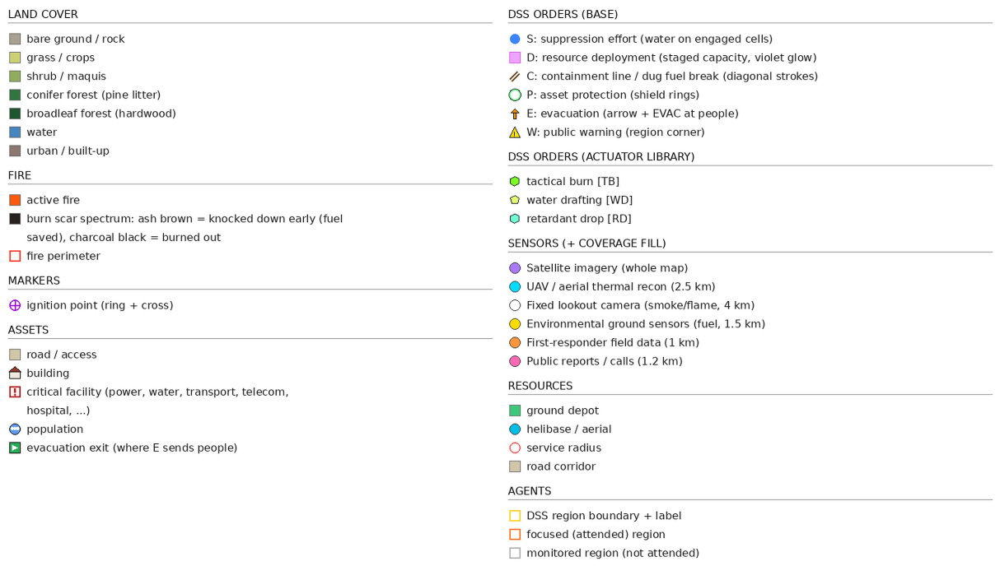 LAND COVER
bare ground / rock
grass / crops
shrub / maquis
conifer forest (pine litter)
broadleaf forest (hardwood)
water
urban / built-up
FIRE
active fire
burn scar spectrum: ash brown = knocked down early (fuel
saved), charcoal black = burned out
fire perimeter
MARKERS
ignition point (ring + cross)
ASSETS
road / access
building
critical facility (power, water, transport, telecom,
hospital, ...)
population
evacuation exit (where E sends people)
DSS ORDERS (BASE)
S: suppression effort (water on engaged cells)
D: resource deployment (staged capacity, violet glow)
C: containment line / dug fuel break (diagonal strokes)
P: asset protection (shield rings)
E: evacuation (arrow + EVAC at people)
W: public warning (region corner)
DSS ORDERS (ACTUATOR LIBRARY)
tactical burn [TB]
water drafting [WD]
retardant drop [RD]
SENSORS (+ COVERAGE FILL)
Satellite imagery (whole map)
UAV / aerial thermal recon (2.5 km)
Fixed lookout camera (smoke/flame, 4 km)
Environmental ground sensors (fuel, 1.5 km)
First-responder field data (1 km)
Public reports / calls (1.2 km)
RESOURCES
ground depot
helibase / aerial
service radius
road corridor
AGENTS
DSS region boundary + label
focused (attended) region
monitored region (not attended)